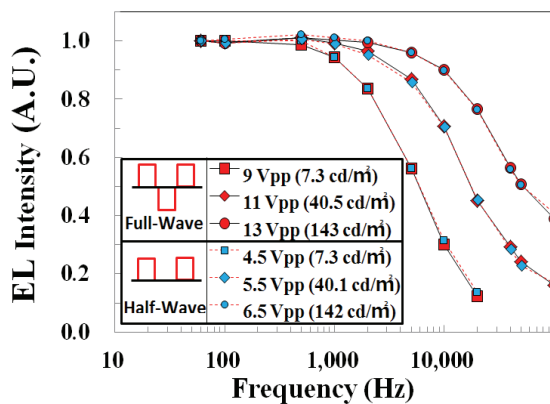 EL Intensity (A.U.)
1.0
0.8
0.6
0.4
0.2
0.0
Full-Wave
9 Vpp (7.3 cd/㎡)
11 Vpp (40.5 cd/㎡)
13 Vpp (143 cd/㎡)
Half-Wave
4.5 Vpp (7.3 cd/㎡)
5.5 Vpp (40.1 cd/㎡)
6.5 Vpp (142 cd/㎡)
10 100 1,000 10,000
Frequency (Hz)